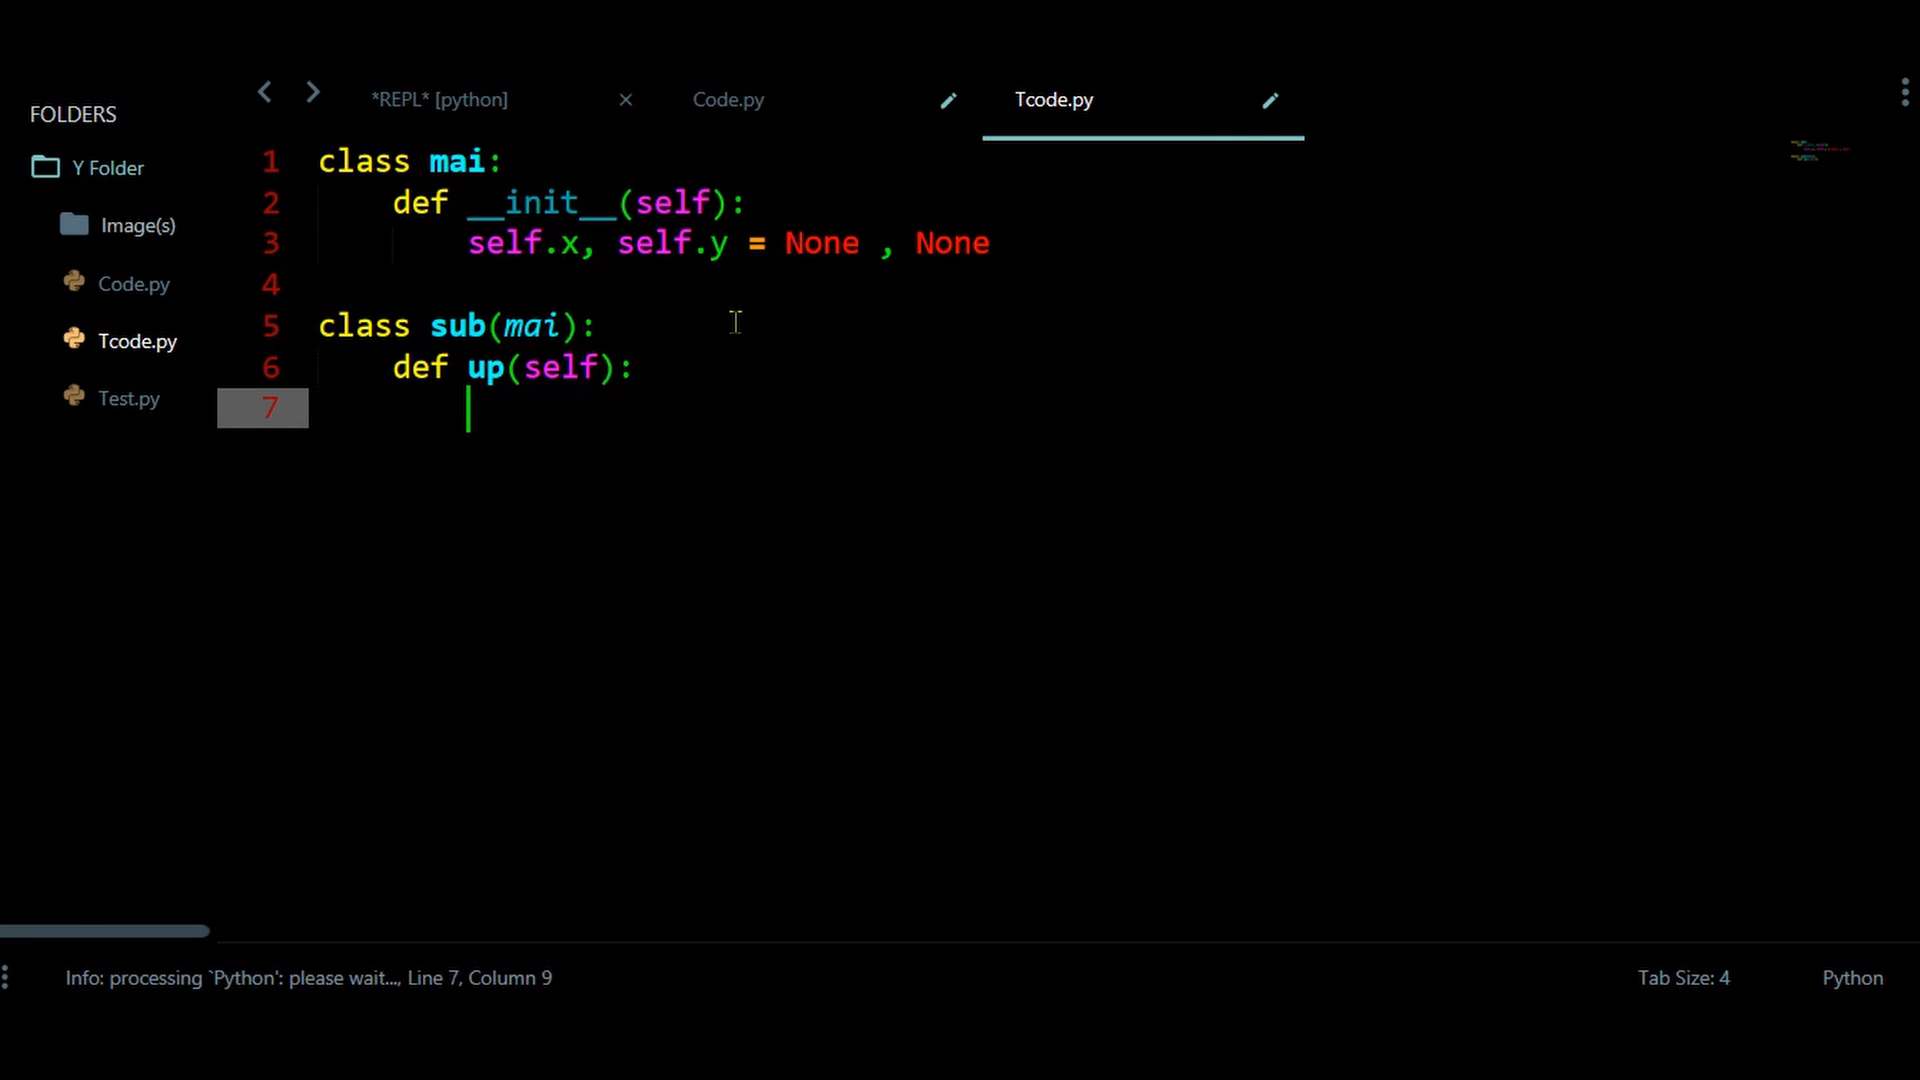 FOLDERS
Y Folder
Image(s)
Code.py
Tcode.py
Test.py
*REPL* [python]
Code.py
Tcode.py
1 class mai:
2     def __init__(self):
3         self.x, self.y = None , None
4
5 class sub(mai):
6     def up(self):
7
Info: processing `Python': please wait..., Line 7, Column 9
Tab Size: 4
Python